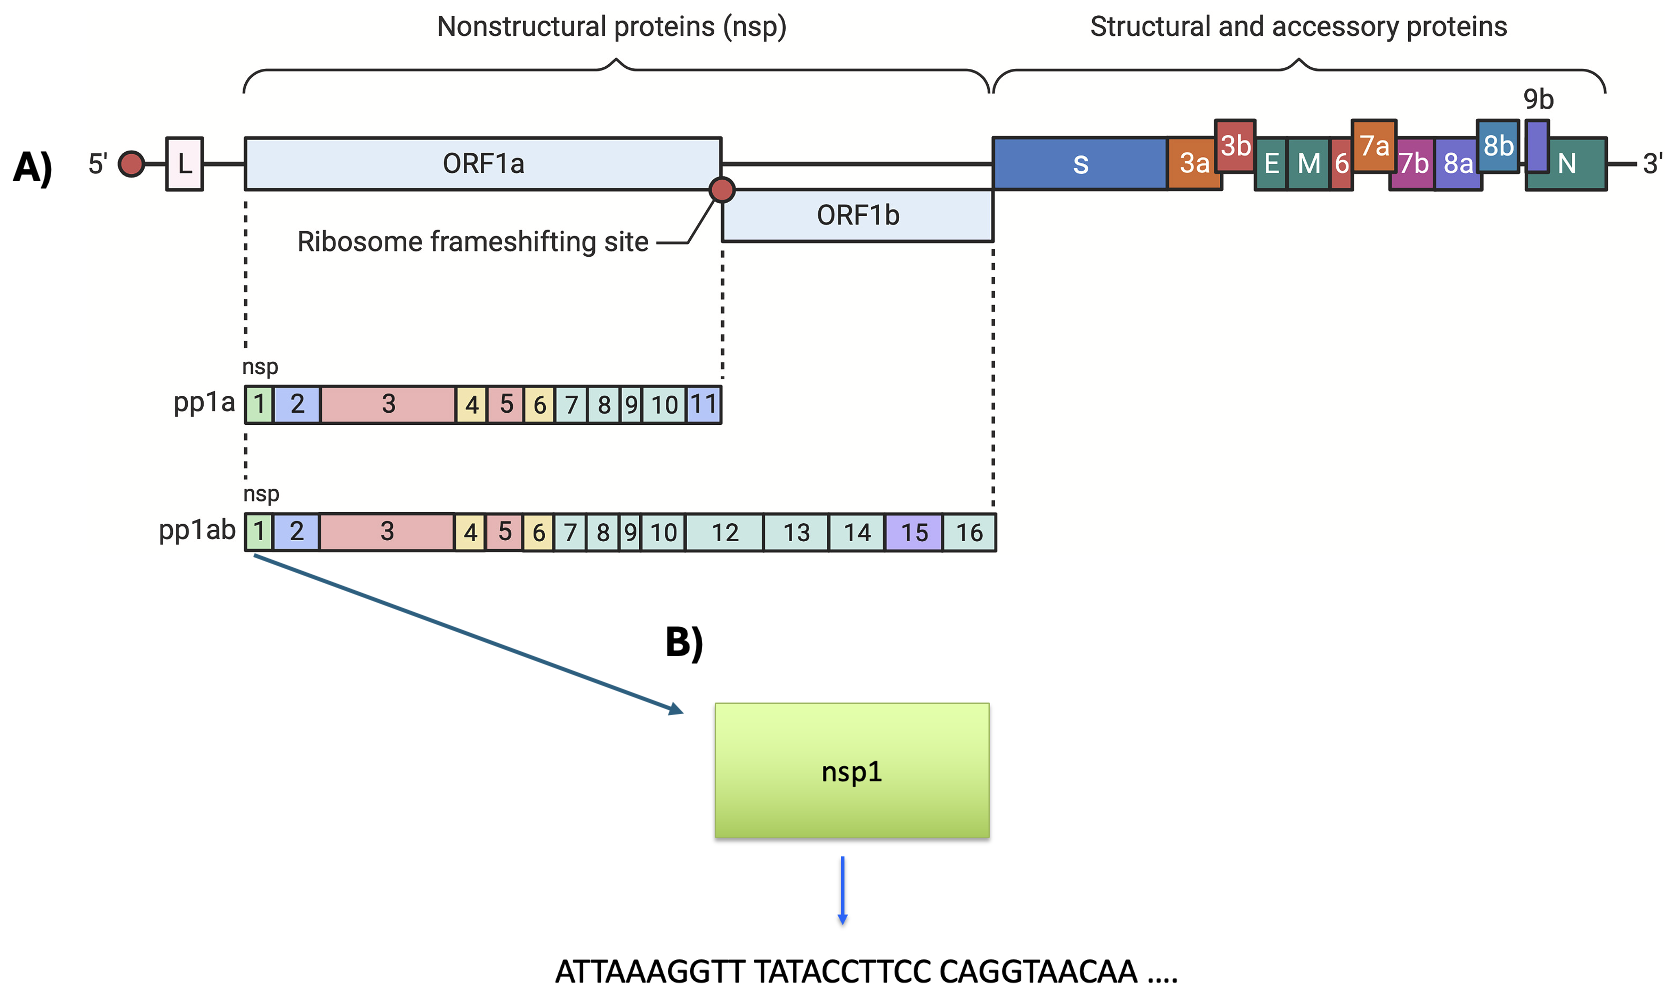 Nonstructural proteins (nsp) Structural and accessory proteins
9b
A) 5' L ORF1a S 3a 3b E M 6 7a 7b 8a 8b N 3'
ORF1b
Ribosome frameshifting site
nsp
pp1a 1 2 3 4 5 6 7 8 9 10 11
nsp
pp1ab 1 2 3 4 5 6 7 8 9 10 12 13 14 15 16
B)
nsp1
ATTAAAGGTT TATACCTTCC CAGGTAACAA ....